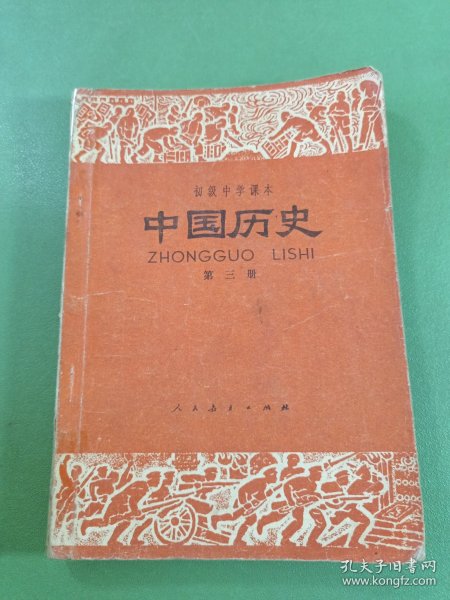 初级中学课本
中国历史
ZHONGGUO LISHI
第三册
人民教育出版社
孔夫子旧书网
www.kongfz.com